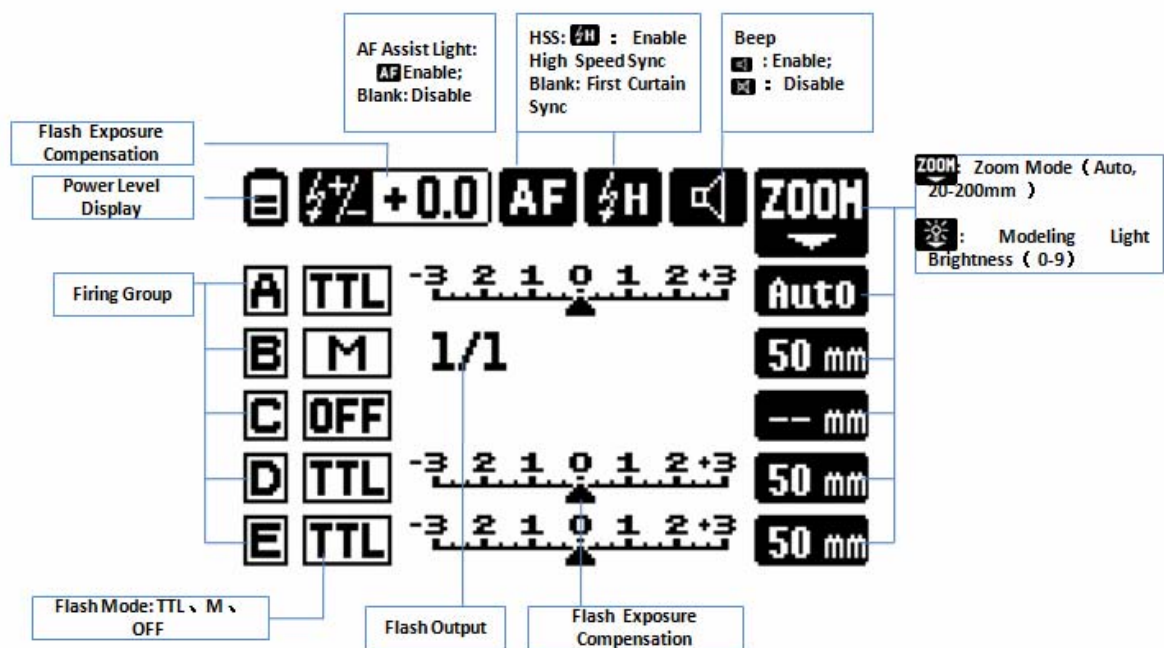 AF Assist Light:
AF Enable;
Blank: Disable
HSS: H : Enable
High Speed Sync
Blank: First Curtain
Sync
Beep
: Enable;
: Disable
Flash Exposure
Compensation
Power Level
Display
+/- +0.0 AF H ZOOM
ZOOM: Zoom Mode ( Auto,
20-200mm )
: Modeling Light
Brightness ( 0-9)
Firing Group
A TTL -3 2 1 0 1 2 +3 Auto
B M 1/1 50 mm
C OFF -- mm
D TTL -3 2 1 0 1 2 +3 50 mm
E TTL -3 2 1 0 1 2 +3 50 mm
Flash Mode: TTL、M、
OFF
Flash Output
Flash Exposure
Compensation